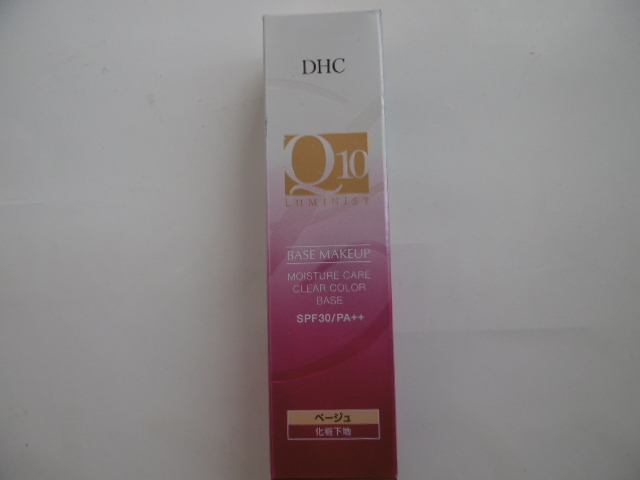 DHC
Q10
LUMINIST
BASE MAKEUP
MOISTURE CARE
CLEAR COLOR
BASE
SPF30/PA++
ベージュ
化粧下地